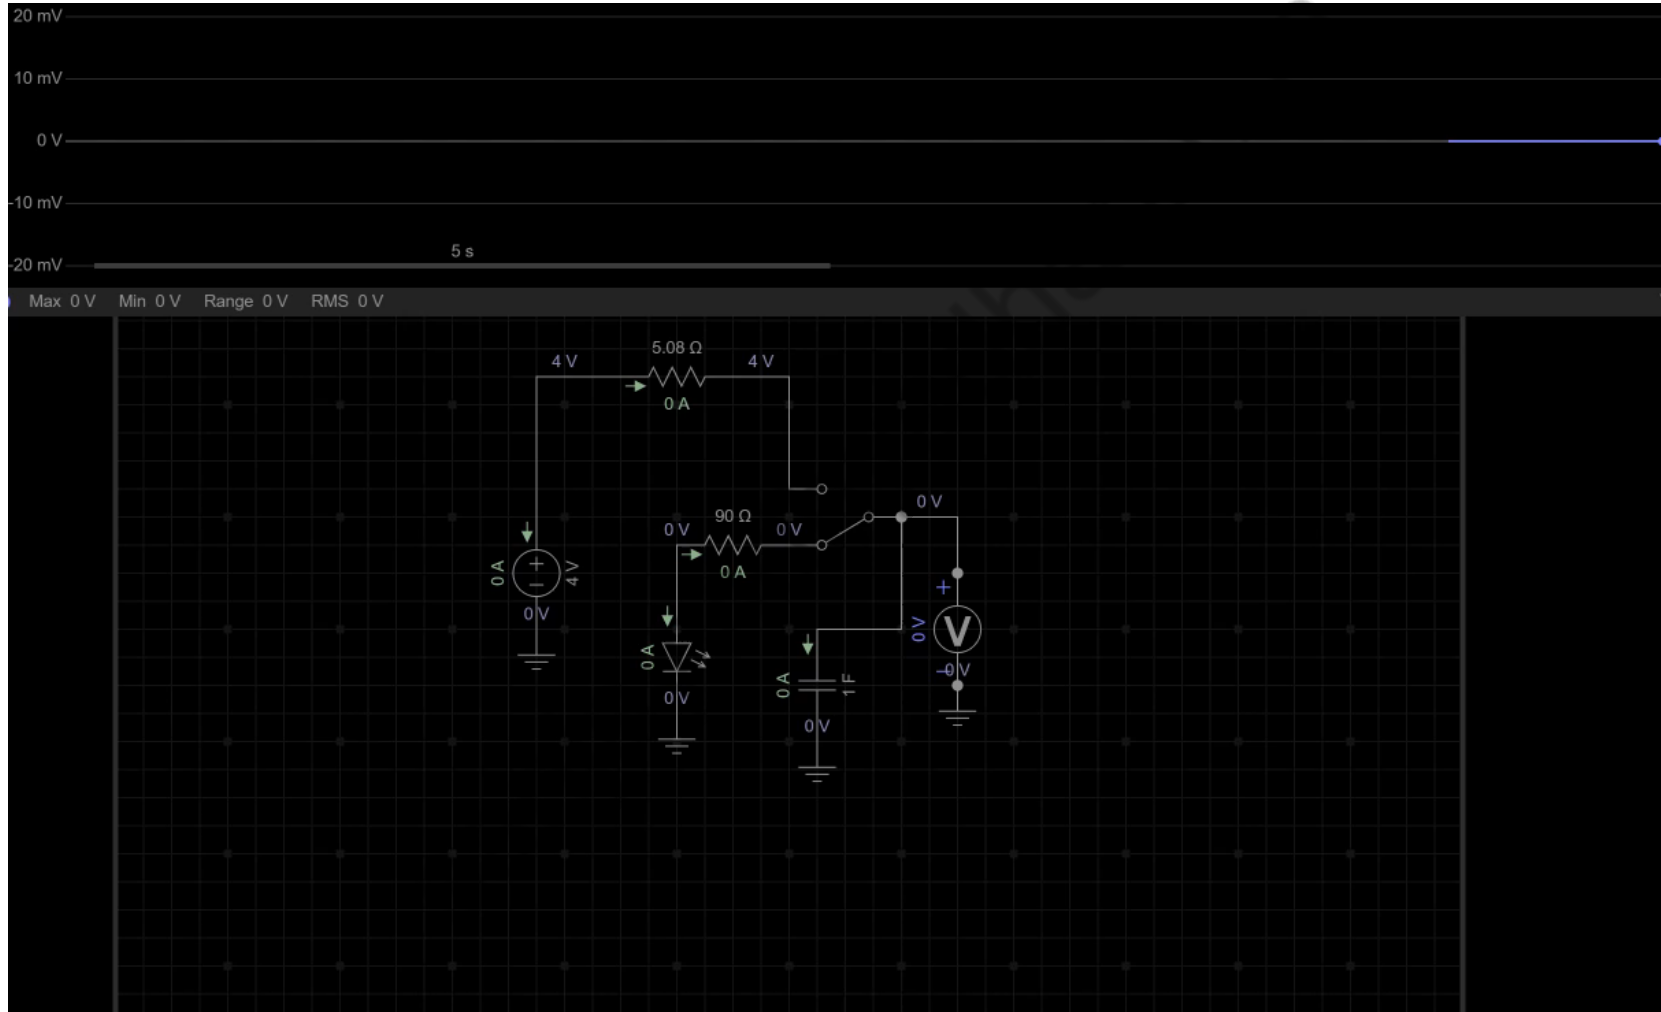 20 mV
10 mV
0 V
-10 mV
5 s
-20 mV
Max 0 V Min 0 V Range 0 V RMS 0 V
5.08 Ω
4 V 4 V
0 A
0 V
90 Ω
0 V 0 V
0 A
+
0 A 4 V
−
0 V
+
0 V
V
0 A
−0 V
0 A 1 F
0 V
0 V